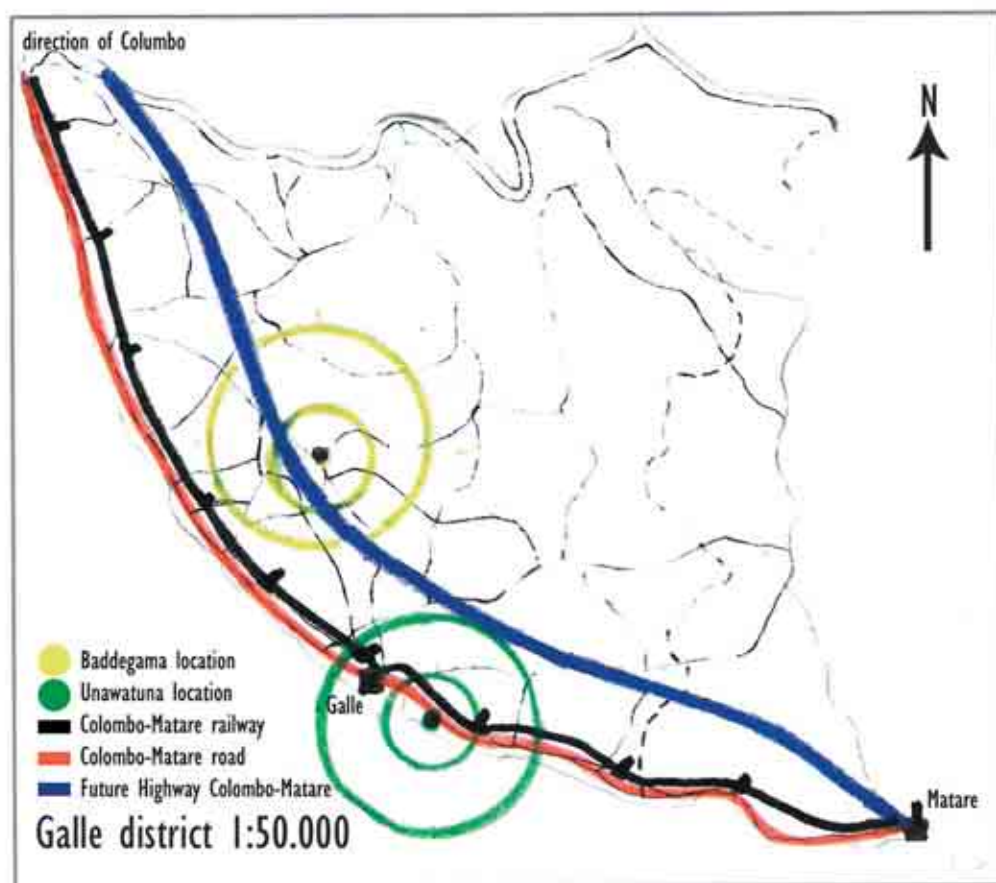 direction of Columbo
N
Baddegama location
Unawatuna location
Galle
Colombo-Matare railway
Colombo-Matare road
Future Highway Colombo-Matare
Matare
Galle district 1:50.000